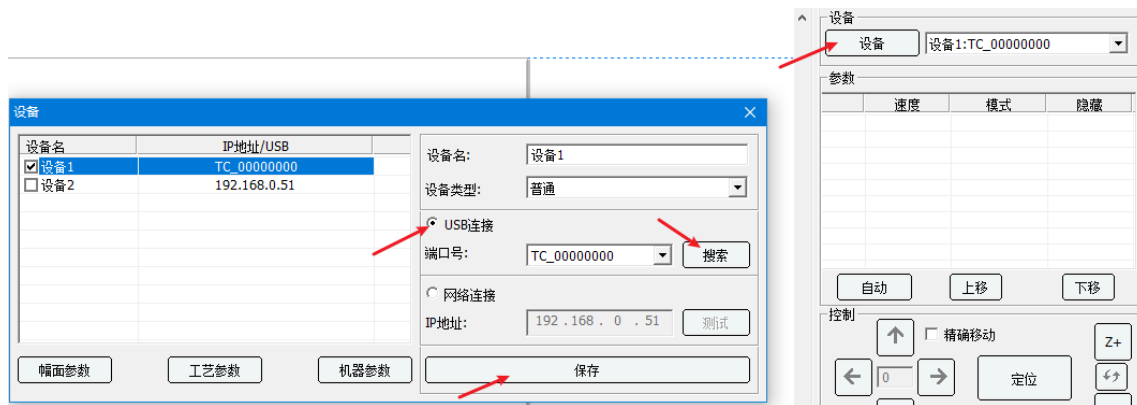 设备
设备 设备1:TC_00000000
参数
速度 模式 隐藏
自动 上移 下移
控制
精确移动
Z+
0 定位
设备
设备名 IP地址/USB
设备1 TC_00000000
设备2 192.168.0.51
设备名: 设备1
设备类型: 普通
USB连接
端口号: TC_00000000 搜索
网络连接
IP地址: 192 . 168 . 0 . 51 测试
幅面参数 工艺参数 机器参数 保存